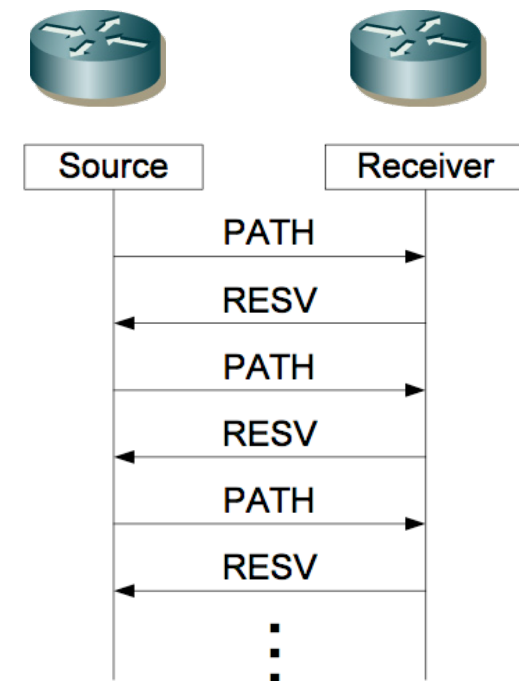 Source
Receiver
PATH
RESV
PATH
RESV
PATH
RESV